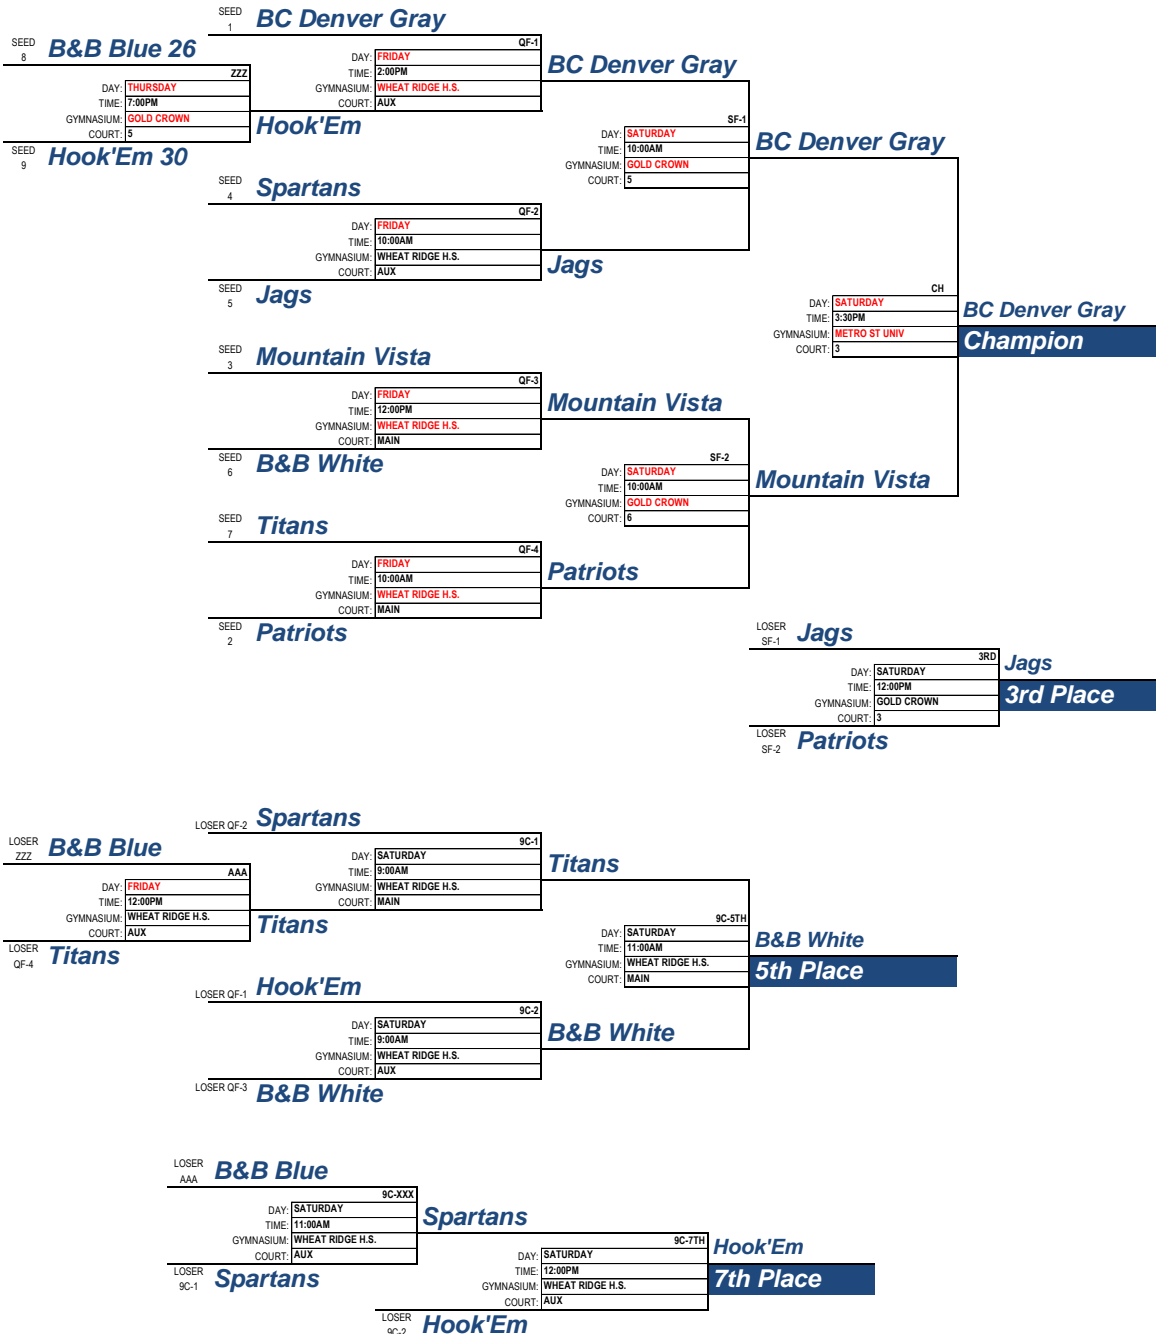 SEED
1
BC Denver Gray
SEED
8
B&B Blue 26
QF-1
DAY: FRIDAY
TIME: 2:00PM
GYMNASIUM: WHEAT RIDGE H.S.
COURT: AUX
BC Denver Gray
ZZZ
DAY: THURSDAY
TIME: 7:00PM
GYMNASIUM: GOLD CROWN
COURT: 5
Hook'Em
SEED
9
Hook'Em 30
SF-1
DAY: SATURDAY
TIME: 10:00AM
GYMNASIUM: GOLD CROWN
COURT: 5
BC Denver Gray
SEED
4
Spartans
QF-2
DAY: FRIDAY
TIME: 10:00AM
GYMNASIUM: WHEAT RIDGE H.S.
COURT: AUX
Jags
SEED
5
Jags
CH
DAY: SATURDAY
TIME: 3:30PM
GYMNASIUM: METRO ST UNIV
COURT: 3
BC Denver Gray
Champion
SEED
3
Mountain Vista
QF-3
DAY: FRIDAY
TIME: 12:00PM
GYMNASIUM: WHEAT RIDGE H.S.
COURT: MAIN
Mountain Vista
SEED
6
B&B White
SF-2
DAY: SATURDAY
TIME: 10:00AM
GYMNASIUM: GOLD CROWN
COURT: 6
Mountain Vista
SEED
7
Titans
QF-4
DAY: FRIDAY
TIME: 10:00AM
GYMNASIUM: WHEAT RIDGE H.S.
COURT: MAIN
Patriots
SEED
2
Patriots
LOSER
SF-1
Jags
3RD
DAY: SATURDAY
TIME: 12:00PM
GYMNASIUM: GOLD CROWN
COURT: 3
Jags
3rd Place
LOSER
SF-2
Patriots
LOSER QF-2 Spartans
LOSER
ZZZ
B&B Blue
9C-1
DAY: SATURDAY
TIME: 9:00AM
GYMNASIUM: WHEAT RIDGE H.S.
COURT: MAIN
Titans
AAA
DAY: FRIDAY
TIME: 12:00PM
GYMNASIUM: WHEAT RIDGE H.S.
COURT: AUX
Titans
LOSER
QF-4
Titans
9C-5TH
DAY: SATURDAY
TIME: 11:00AM
GYMNASIUM: WHEAT RIDGE H.S.
COURT: MAIN
B&B White
5th Place
LOSER QF-1 Hook'Em
9C-2
DAY: SATURDAY
TIME: 9:00AM
GYMNASIUM: WHEAT RIDGE H.S.
COURT: AUX
B&B White
LOSER QF-3 B&B White
LOSER
AAA
B&B Blue
9C-XXX
DAY: SATURDAY
TIME: 11:00AM
GYMNASIUM: WHEAT RIDGE H.S.
COURT: AUX
Spartans
LOSER
9C-1
Spartans
9C-7TH
DAY: SATURDAY
TIME: 12:00PM
GYMNASIUM: WHEAT RIDGE H.S.
COURT: AUX
Hook'Em
7th Place
LOSER
9C-2
Hook'Em